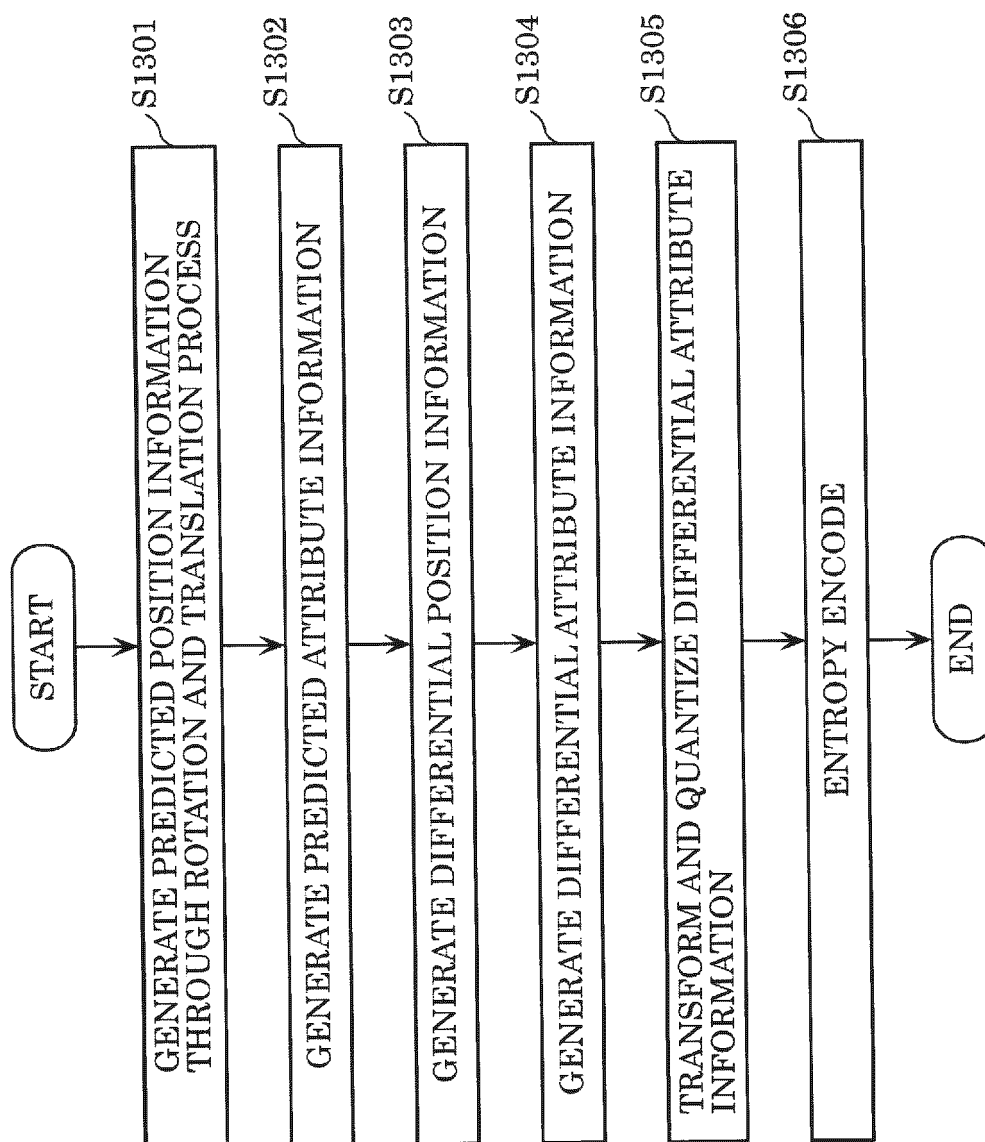 START
S1301
GENERATE PREDICTED POSITION INFORMATION
THROUGH ROTATION AND TRANSLATION PROCESS
S1302
GENERATE PREDICTED ATTRIBUTE INFORMATION
S1303
GENERATE DIFFERENTIAL POSITION INFORMATION
S1304
GENERATE DIFFERENTIAL ATTRIBUTE INFORMATION
S1305
TRANSFORM AND QUANTIZE DIFFERENTIAL ATTRIBUTE
INFORMATION
S1306
ENTROPY ENCODE
END